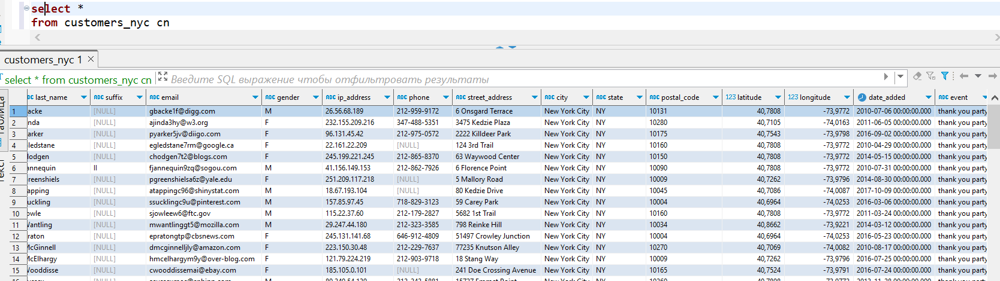 select *
from customers_nyc cn
customers_nyc 1
select * from customers_nyc cn Введите SQL выражение чтобы отфильтровать результаты
last_name ABC suffix ABC email ABC gender ABC ip_address ABC phone ABC street_address ABC city ABC state ABC postal_code 123 latitude 123 longitude date_added ABC event
1 acke [NULL] gbacke1f@digg.com M 26.56.68.189 212-959-9172 6 Onsgard Terrace New York City NY 10131 40,7808 -73,9772 2010-07-06 00:00:00.000 thank you party
2 nda [NULL] ajinda3hy@w3.org F 232.155.209.216 347-488-5351 3475 Kedzie Plaza New York City NY 10280 40,7105 -74,0163 2011-06-05 00:00:00.000 thank you party
3 arker [NULL] pyarker5jv@diigo.com F 96.131.45.42 212-975-0572 2222 Killdeer Park New York City NY 10175 40,7543 -73,9798 2016-09-02 00:00:00.000 thank you party
4 gledstane [NULL] egledstane7rm@google.ca F 22.161.22.209 [NULL] 124 3rd Trail New York City NY 10160 40,7808 -73,9772 2010-04-29 00:00:00.000 thank you party
5 hodgen [NULL] chodgen7t2@blogs.com F 245.199.221.245 212-865-8370 63 Waywood Center New York City NY 10150 40,7808 -73,9772 2014-05-15 00:00:00.000 thank you party
6 annequin II fjannequin9zq@sogou.com M 41.156.149.153 212-862-7926 6 Florence Point New York City NY 10090 40,7808 -73,9772 2010-07-31 00:00:00.000 thank you party
7 greenshiels [NULL] pgreenshielsa6z@yale.edu F 251.209.117.218 [NULL] 5 Mallory Road New York City NY 10009 40,7262 -73,9796 2014-08-30 00:00:00.000 thank you party
8 apping [NULL] atappingc96@shinystat.com M 18.67.193.104 [NULL] 80 Kedzie Drive New York City NY 10045 40,7086 -74,0087 2017-10-09 00:00:00.000 thank you party
9 uckling [NULL] ssucklingc9u@pinterest.com M 157.85.97.45 718-829-3123 59 Carey Park New York City NY 10004 40,6964 -74,0253 2016-03-06 00:00:00.000 thank you party
10 owle [NULL] sjowleew6@ftc.gov M 115.22.37.60 212-179-2827 5682 1st Trail New York City NY 10160 40,7808 -73,9772 2011-03-24 00:00:00.000 thank you party
11 Wantling [NULL] mwantlinggt5@mozilla.com M 29.247.44.180 212-323-3585 798 Reinke Hill New York City NY 10034 40,8662 -73,9221 2014-03-12 00:00:00.000 thank you party
12 raton [NULL] epratongtp@cbsnews.com F 245.131.141.68 646-912-4809 51497 Crowley Junction New York City NY 10004 40,6964 -74,0253 2016-05-23 00:00:00.000 thank you party
13 McGinnell [NULL] dmcginnelljly@amazon.com F 223.150.30.48 212-229-7637 77235 Knutson Alley New York City NY 10270 40,7069 -74,0082 2010-08-17 00:00:00.000 thank you party
14 McElhargy [NULL] hmcelhargym9y@over-blog.com F 121.79.224.219 212-903-9718 18 Stang Way New York City NY 10009 40,7262 -73,9796 2016-07-25 00:00:00.000 thank you party
15 Wooddisse [NULL] cwooddissemai@ebay.com F 185.105.0.101 [NULL] 241 Doe Crossing Avenue New York City NY 10165 40,7524 -73,9791 2016-07-24 00:00:00.000 thank you party